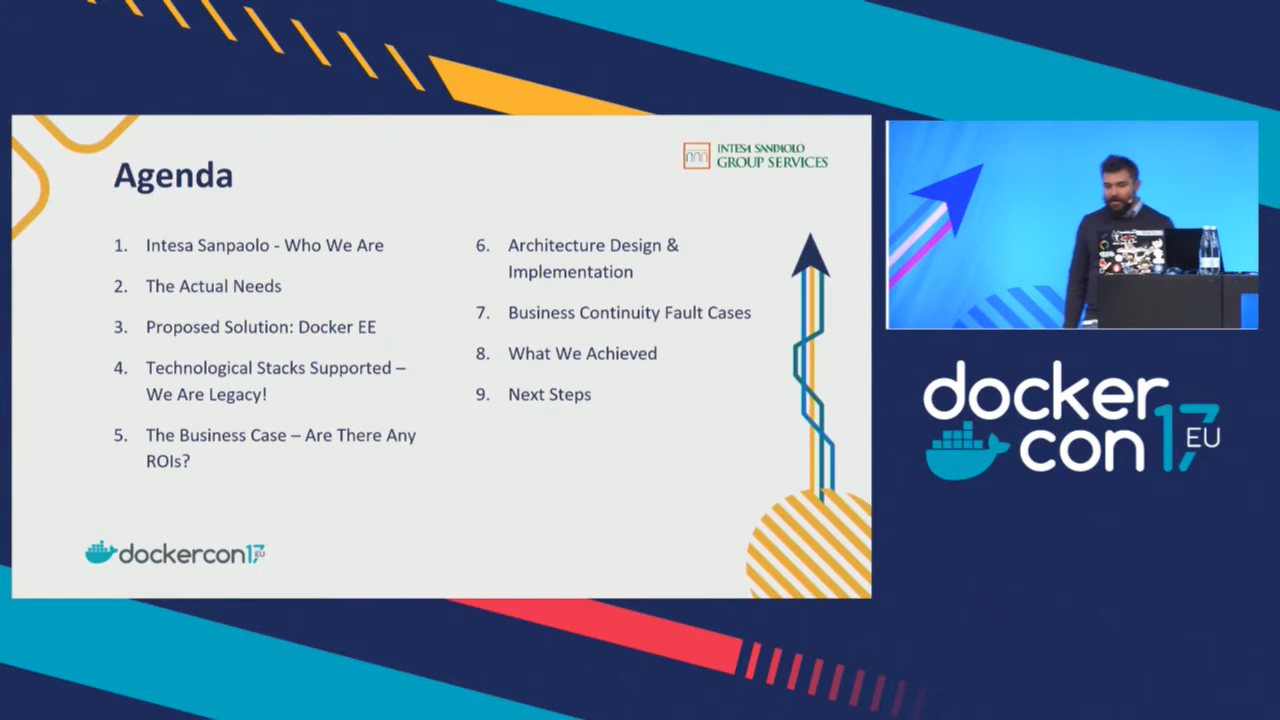 Agenda
INTESA SANPAOLO
GROUP SERVICES
1. Intesa Sanpaolo - Who We Are
2. The Actual Needs
3. Proposed Solution: Docker EE
4. Technological Stacks Supported –
We Are Legacy!
5. The Business Case – Are There Any
ROIs?
6. Architecture Design &
Implementation
7. Business Continuity Fault Cases
8. What We Achieved
9. Next Steps
dockercon17 EU
docker
con 17 EU